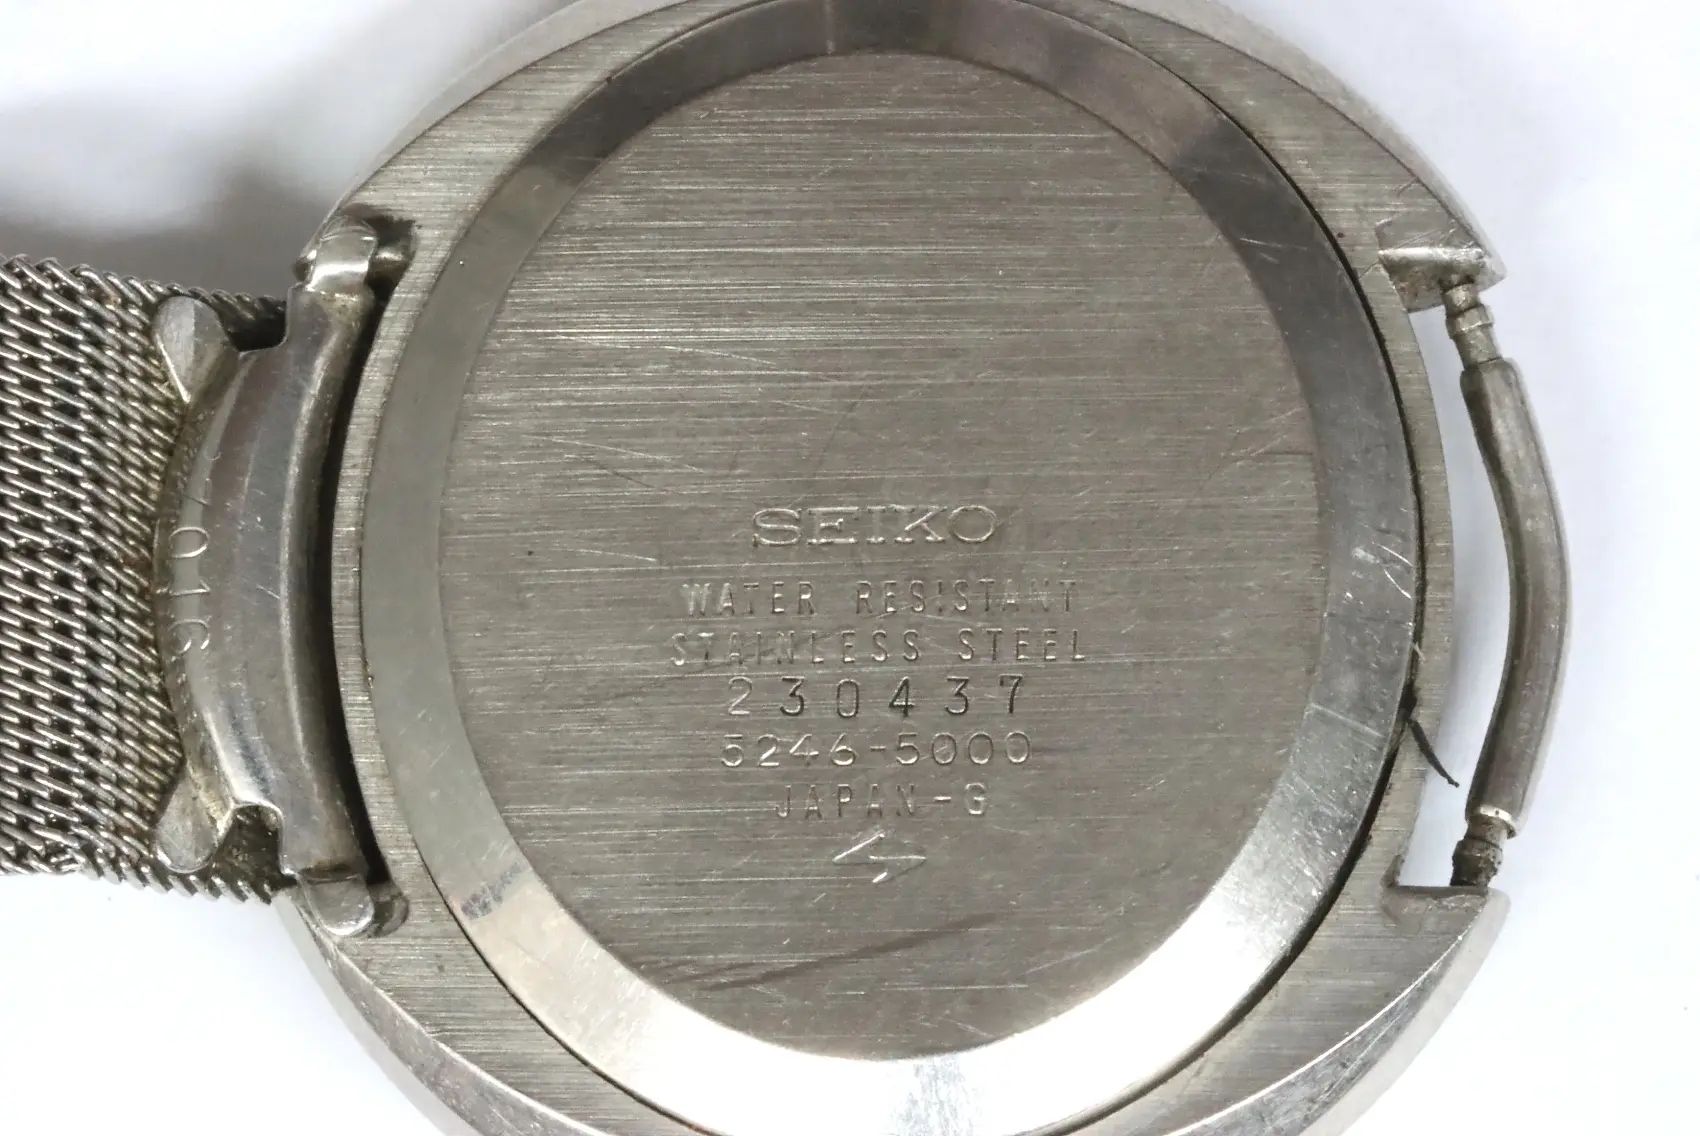 SEIKO
WATER RESISTANT
STAINLESS STEEL
230437
5246-5000
JAPAN-G